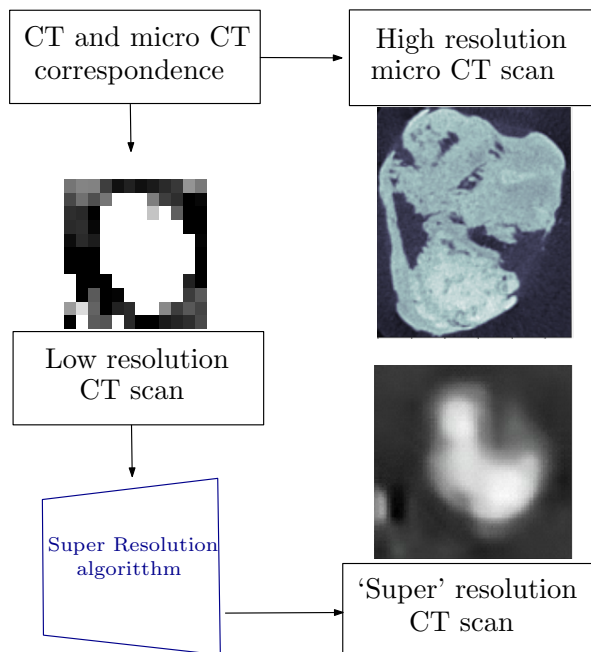 CT and micro CT
correspondence
High resolution
micro CT scan
Low resolution
CT scan
Super Resolution
algoritthm
‘Super’ resolution
CT scan